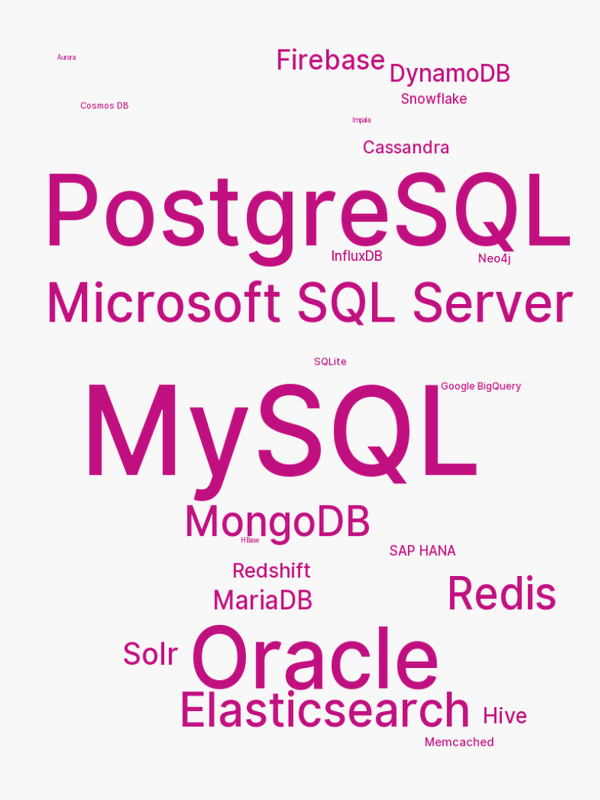 Firebase
Aurora
DynamoDB
Snowflake
Cosmos DB
Impala
Cassandra
PostgreSQL
InfluxDB
Neo4j
Microsoft SQL Server
SQLite
Google BigQuery
MySQL
MongoDB
HBase
SAP HANA
Redshift
Redis
MariaDB
Solr
Oracle
Elasticsearch
Hive
Memcached